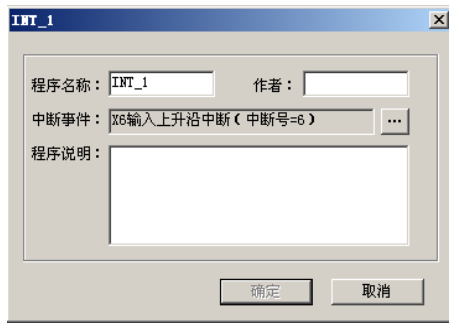 INT_1
程序名称： INT_1 作者：
中断事件： X6输入上升沿中断(中断号=6) ...
程序说明：
确定 取消